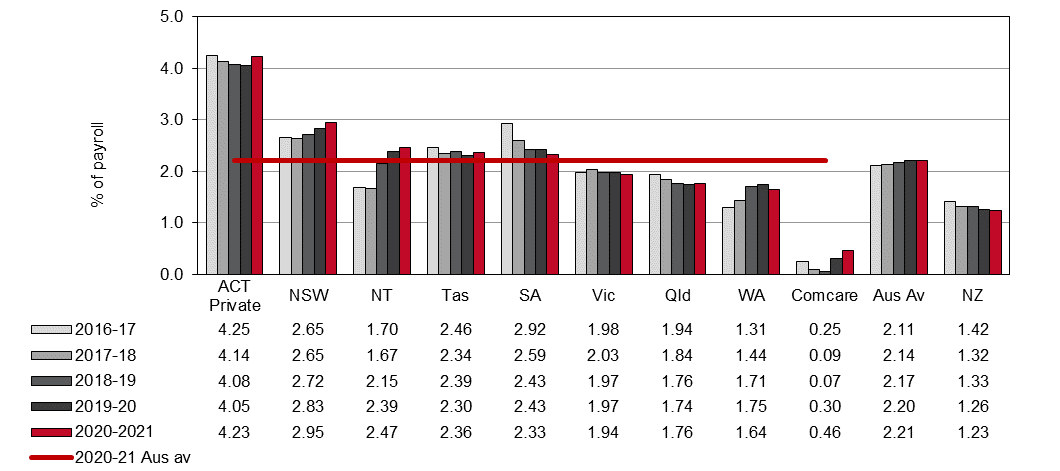 5.0
4.0
3.0
2.0
1.0
0.0
% of payroll
ACT Private NSW NT Tas SA Vic Qld WA Comcare Aus Av NZ
2016-17 4.25 2.65 1.70 2.46 2.92 1.98 1.94 1.31 0.25 2.11 1.42
2017-18 4.14 2.65 1.67 2.34 2.59 2.03 1.84 1.44 0.09 2.14 1.32
2018-19 4.08 2.72 2.15 2.39 2.43 1.97 1.76 1.71 0.07 2.17 1.33
2019-20 4.05 2.83 2.39 2.30 2.43 1.97 1.74 1.75 0.30 2.20 1.26
2020-2021 4.23 2.95 2.47 2.36 2.33 1.94 1.76 1.64 0.46 2.21 1.23
2020-21 Aus av